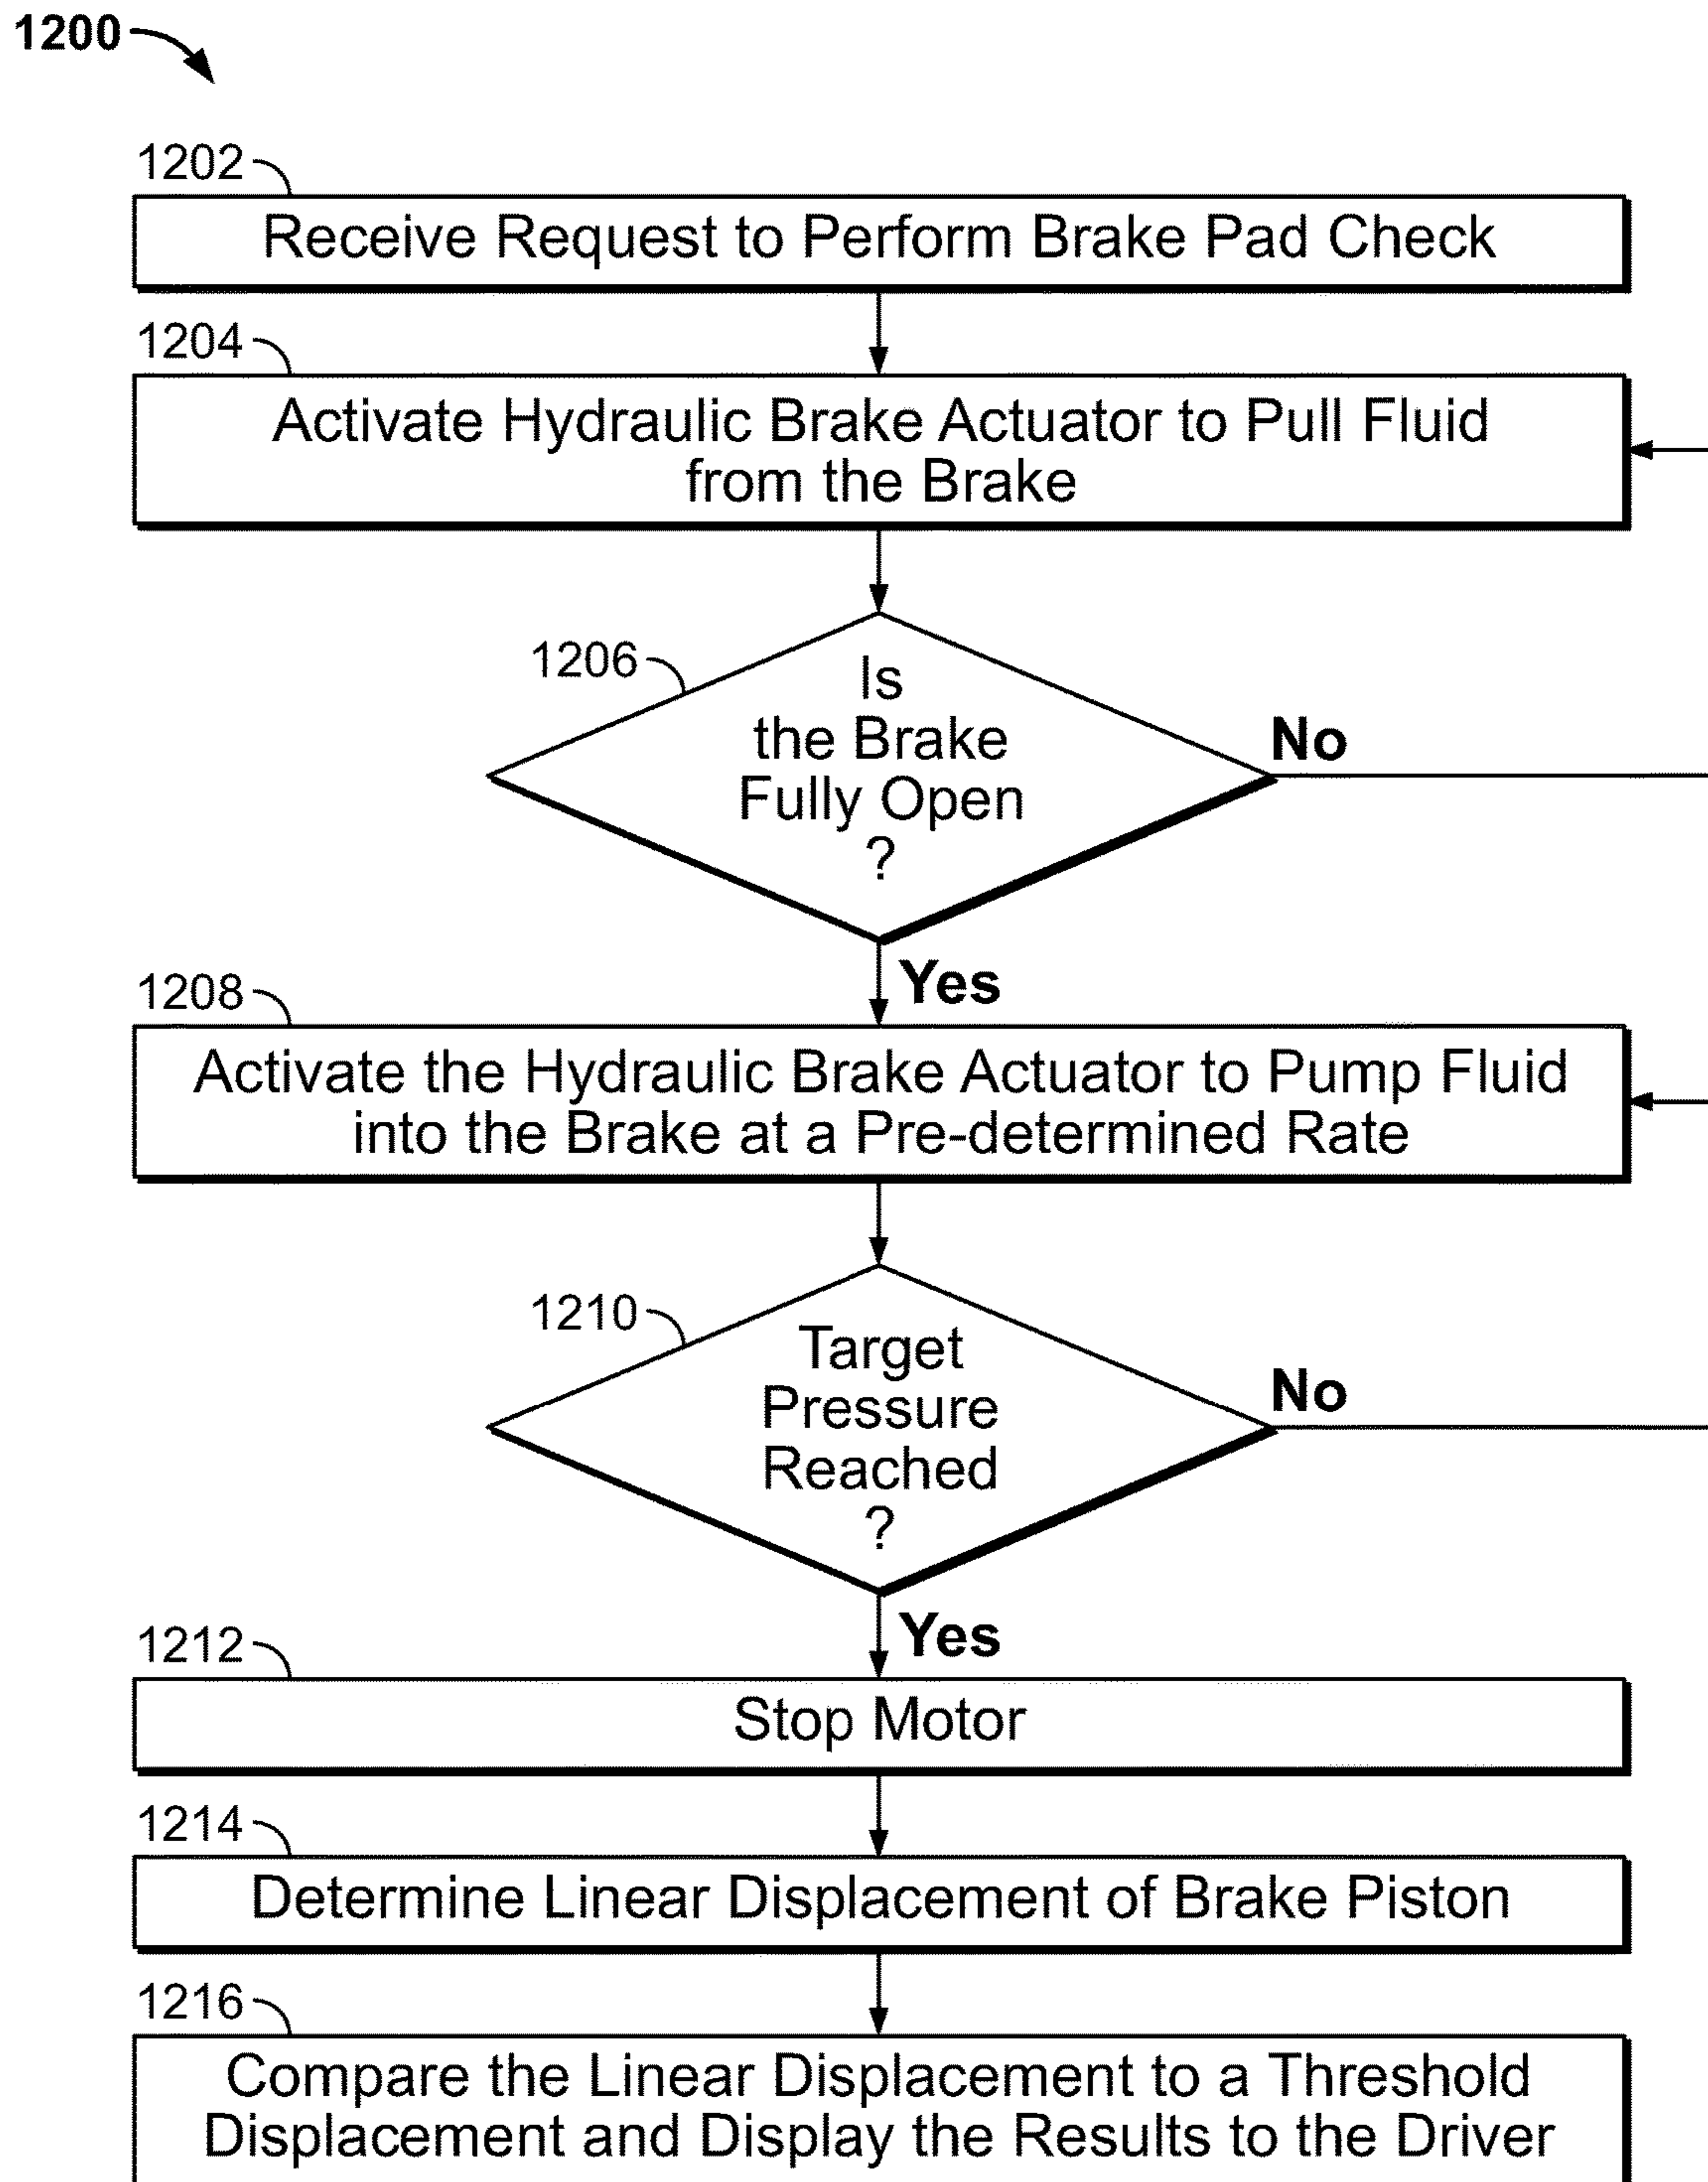 1200
1202
Receive Request to Perform Brake Pad Check
1204
Activate Hydraulic Brake Actuator to Pull Fluid
from the Brake
1206
Is
the Brake
Fully Open
?
No
Yes
1208
Activate the Hydraulic Brake Actuator to Pump Fluid
into the Brake at a Pre-determined Rate
1210
Target
Pressure
Reached
?
No
Yes
1212
Stop Motor
1214
Determine Linear Displacement of Brake Piston
1216
Compare the Linear Displacement to a Threshold
Displacement and Display the Results to the Driver